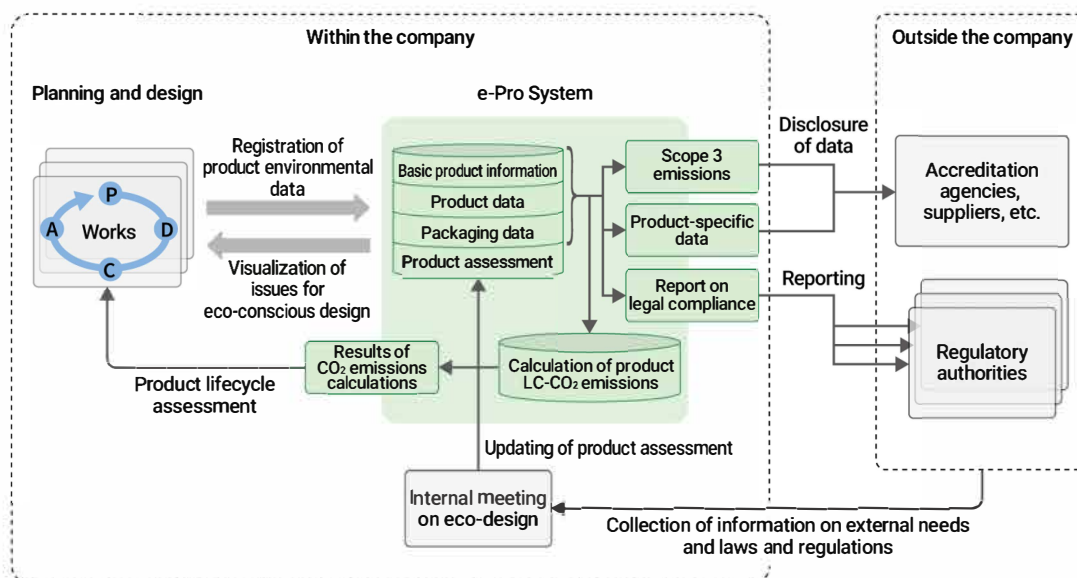 Within the company
Outside the company
Planning and design
e-Pro System
Registration of
product environmental
data
P
A
Works
D
C
Visualization of
issues for
eco-conscious design
Basic product information
Product data
Packaging data
Product assessment
Scope 3
emissions
Product-specific
data
Report on
legal compliance
Disclosure
of data
Accreditation
agencies,
suppliers, etc.
Reporting
Regulatory
authorities
Calculation of product
LC-CO₂ emissions
Results of
CO₂ emissions
calculations
Product lifecycle
assessment
Updating of product assessment
Internal meeting
on eco-design
Collection of information on external needs
and laws and regulations